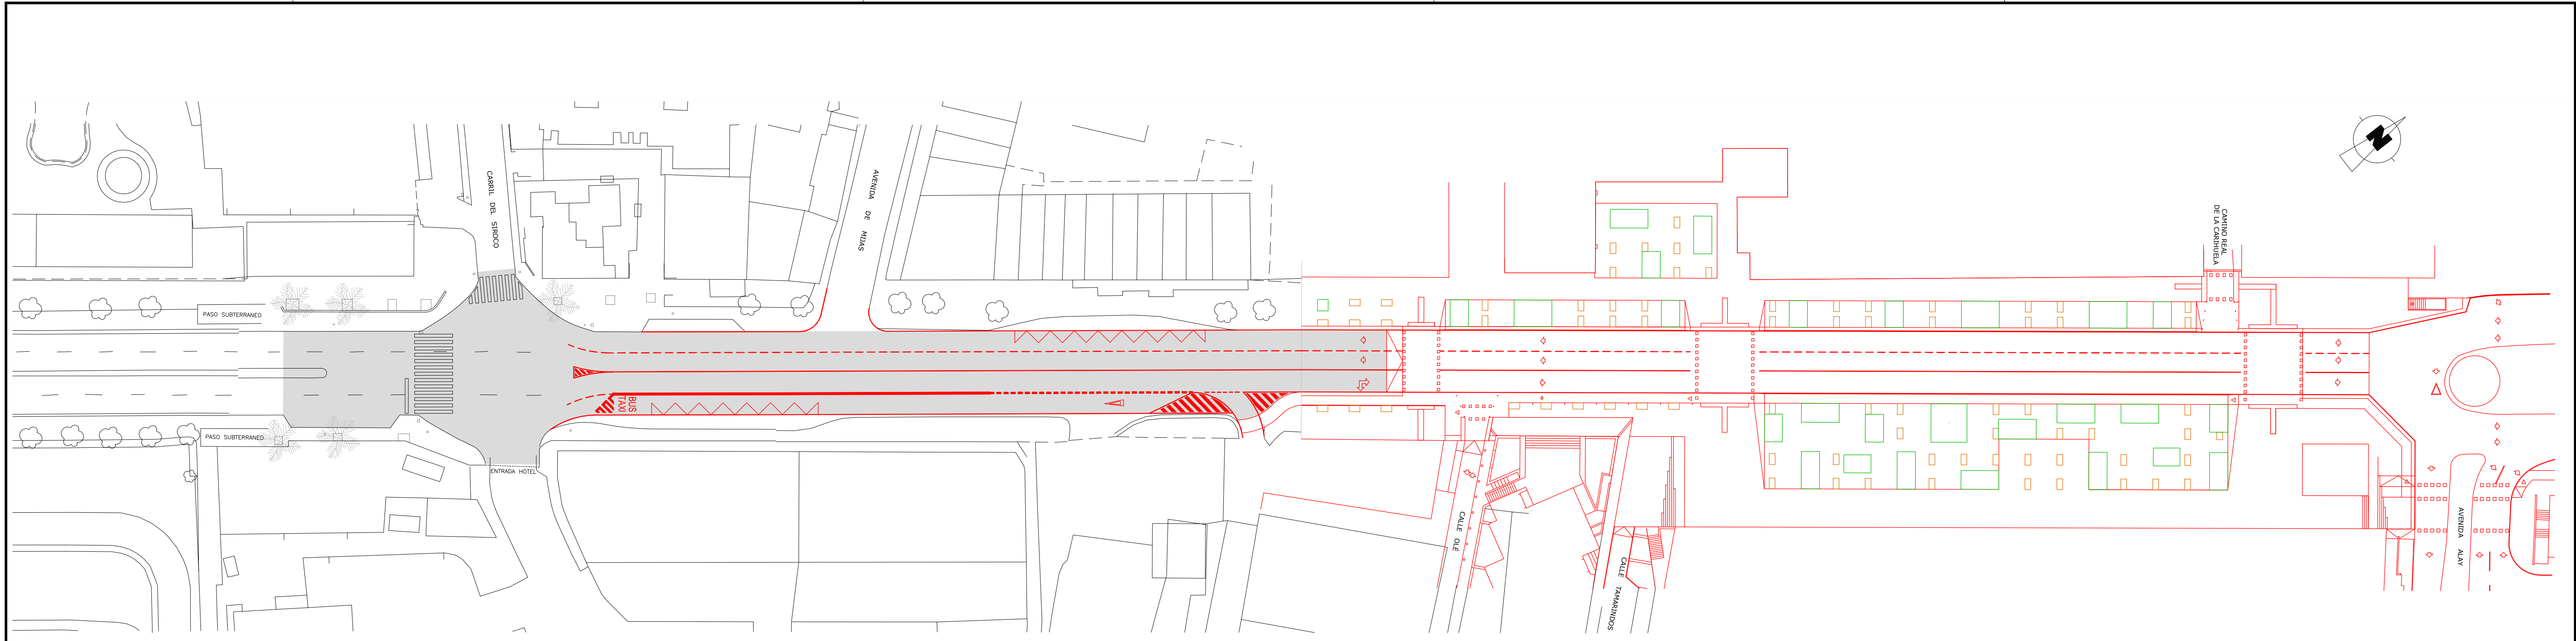 CARRIL DEL SIROCO
AVENIDA DE MIJAS
CAMINO REAL
DE LA CARIHUELA
N
PASO SUBTERRANEO
BUS
TAXI
PASO SUBTERRANEO
ENTRADA HOTEL
CALLE OLÉ
CALLE TAMARINDOS
AVENIDA ALAY